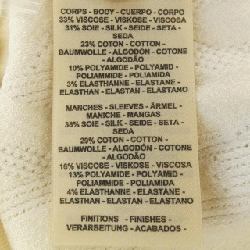 CORPS - BODY - CUERPO - CORPO
33% VISCOSE - VISKOSE - VISCOSA
31% SOIE - SILK - SEIDE - SETA -
SEDA
23% COTON - COTTON -
BAUMWOLLE - ALGODÓN - COTONE
- ALGODÃO
10% POLYAMIDE - POLYAMID -
POLIAMMIDE - POLIAMIDA
3% ELASTHANNE - ELASTANE -
ELASTHAN - ELASTAN - ELASTANO
MANCHES - SLEEVES - ÄRMEL -
MANICHE - MANGAS
38% SOIE - SILK - SEIDE - SETA -
SEDA
29% COTON - COTTON -
BAUMWOLLE - ALGODÓN - COTONE
- ALGODÃO
16% VISCOSE - VISKOSE - VISCOSA
13% POLYAMIDE - POLYAMID -
POLIAMMIDE - POLIAMIDA
4% ELASTHANNE - ELASTANE -
ELASTHAN - ELASTAN - ELASTANO
FINITIONS - FINISHES -
VERARBEITUNG - ACABADOS -